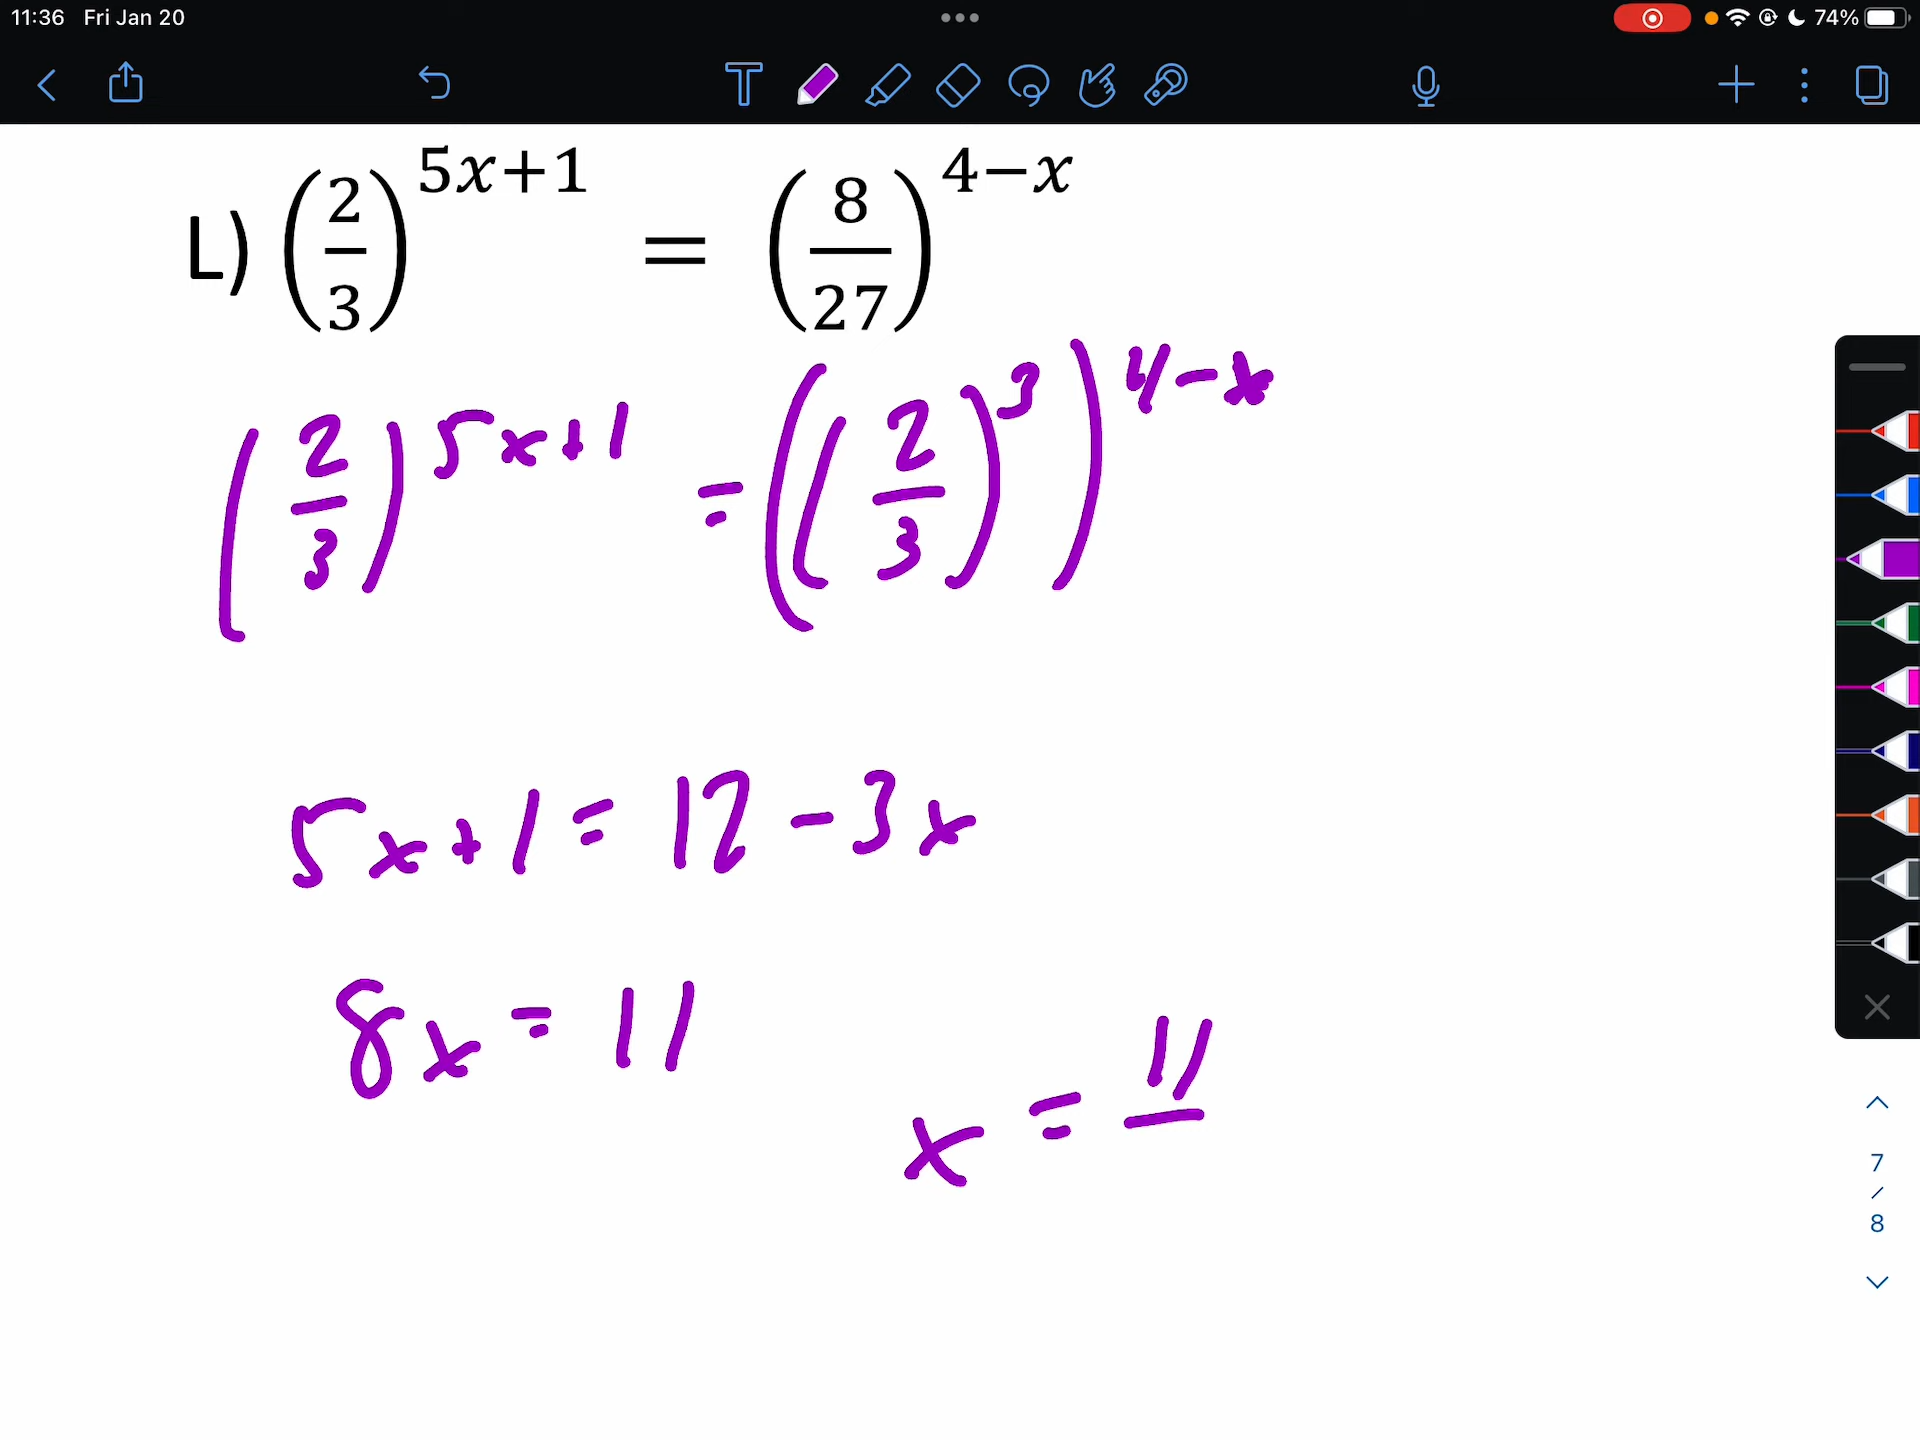 11:36 Fri Jan 20 74%
L) (2/3)^5x+1 = (8/27)^4−x
(2/3)^5x+1 = ((2/3)^3)^4-x
5x+1 = 12-3x
8x = 11
x = 11/
7
/
8